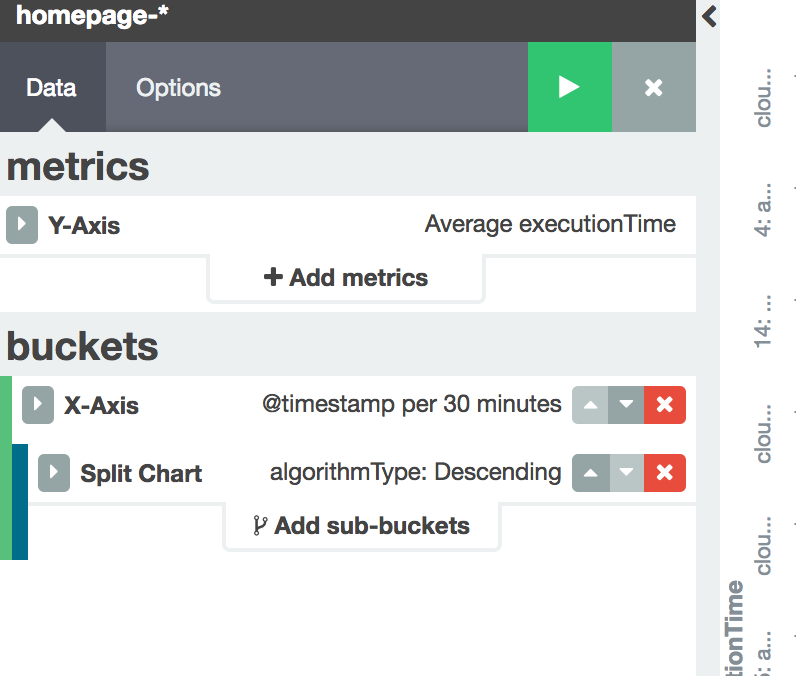 homepage-*
Data
Options
metrics
Y-Axis
Average executionTime
Add metrics
buckets
X-Axis
@timestamp per 30 minutes
Split Chart
algorithmType: Descending
Add sub-buckets
clou...
4: a...
14: ...
clou...
clou...
: a...
tionTime